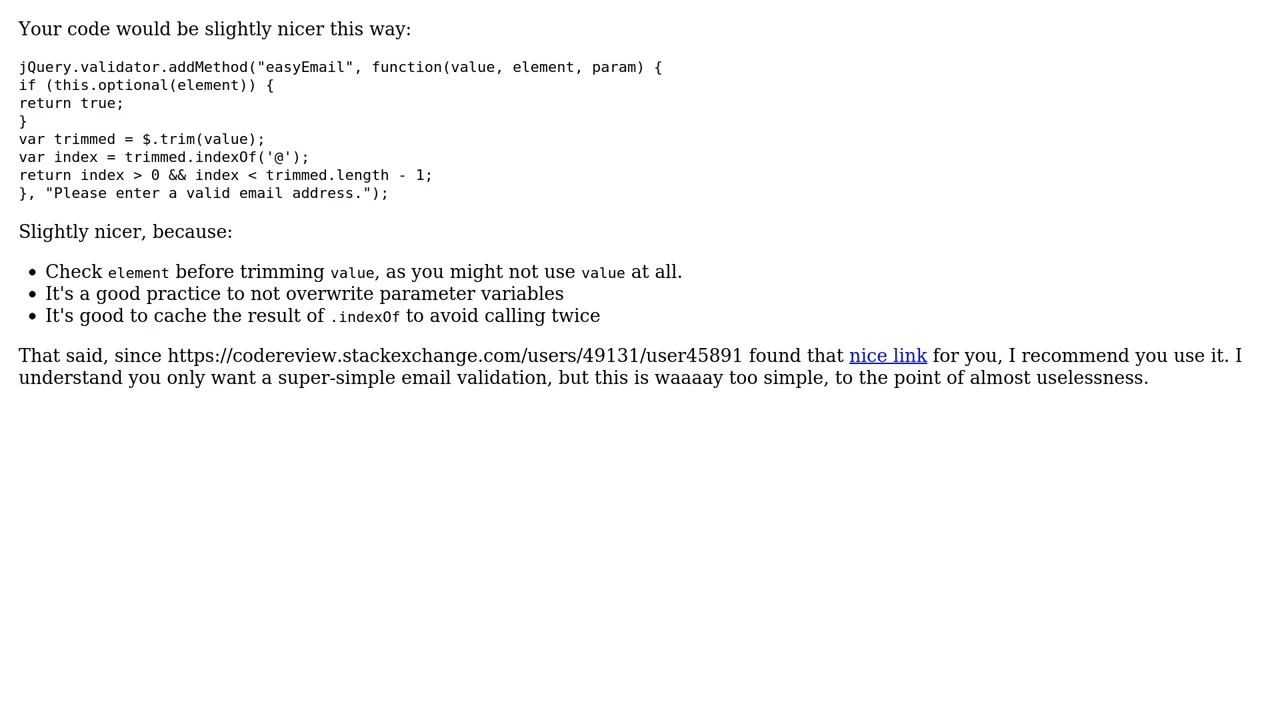 Your code would be slightly nicer this way:
jQuery.validator.addMethod("easyEmail", function(value, element, param) {
if (this.optional(element)) {
return true;
}
var trimmed = $.trim(value);
var index = trimmed.indexOf('@');
return index > 0 && index < trimmed.length - 1;
}, "Please enter a valid email address.");
Slightly nicer, because:
• Check element before trimming value, as you might not use value at all.
• It's a good practice to not overwrite parameter variables
• It's good to cache the result of .indexOf to avoid calling twice
That said, since https://codereview.stackexchange.com/users/49131/user45891 found that nice link for you, I recommend you use it. I
understand you only want a super-simple email validation, but this is waaaay too simple, to the point of almost uselessness.